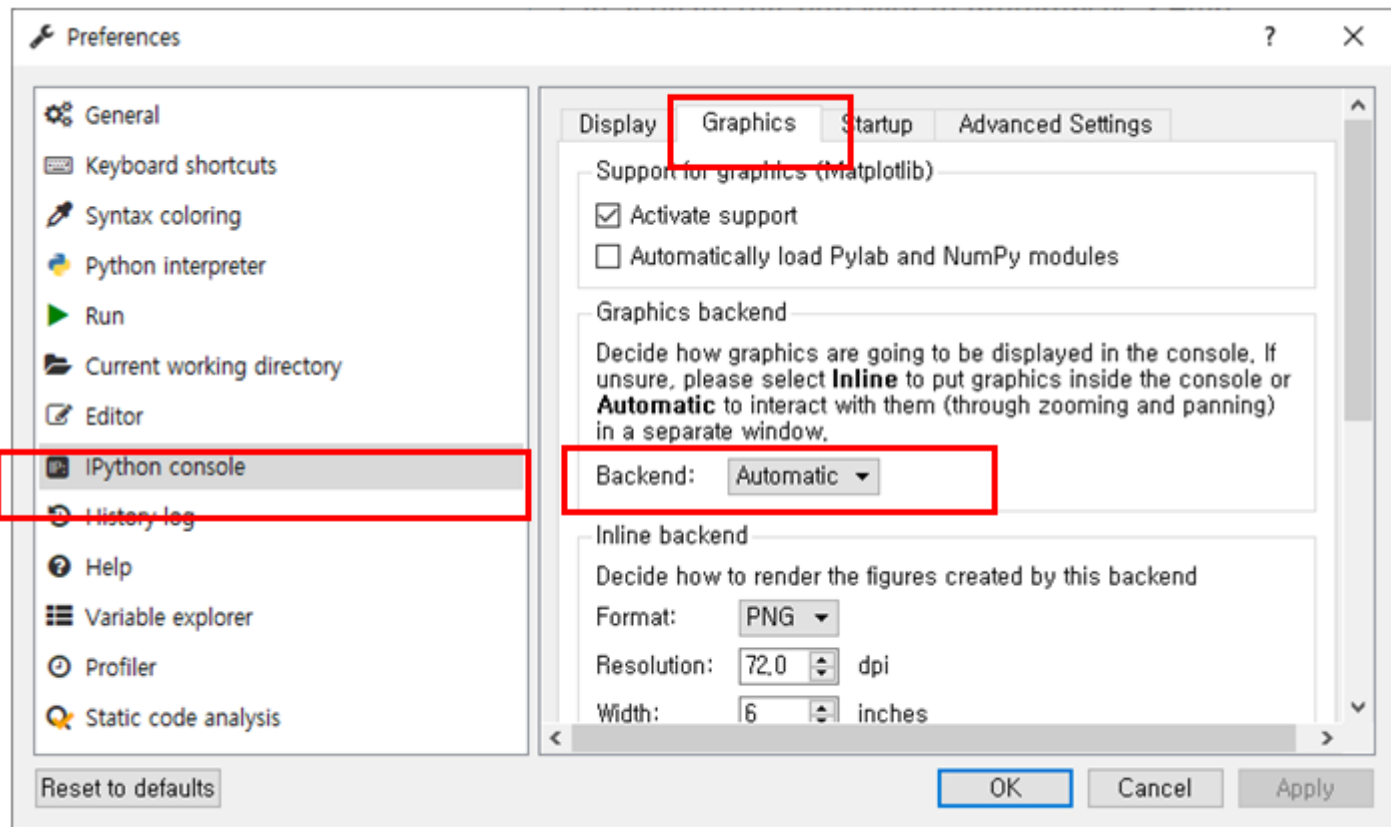 Preferences
?
General
Keyboard shortcuts
Syntax coloring
Python interpreter
Run
Current working directory
Editor
IPython console
History log
Help
Variable explorer
Profiler
Static code analysis
Display Graphics Startup Advanced Settings
Support for graphics (Matplotlib)
Activate support
Automatically load Pylab and NumPy modules
Graphics backend
Decide how graphics are going to be displayed in the console. If
unsure, please select Inline to put graphics inside the console or
Automatic to interact with them (through zooming and panning)
in a separate window.
Backend: Automatic
Inline backend
Decide how to render the figures created by this backend
Format: PNG
Resolution: 72.0 dpi
Width: 6 inches
Reset to defaults
OK Cancel Apply